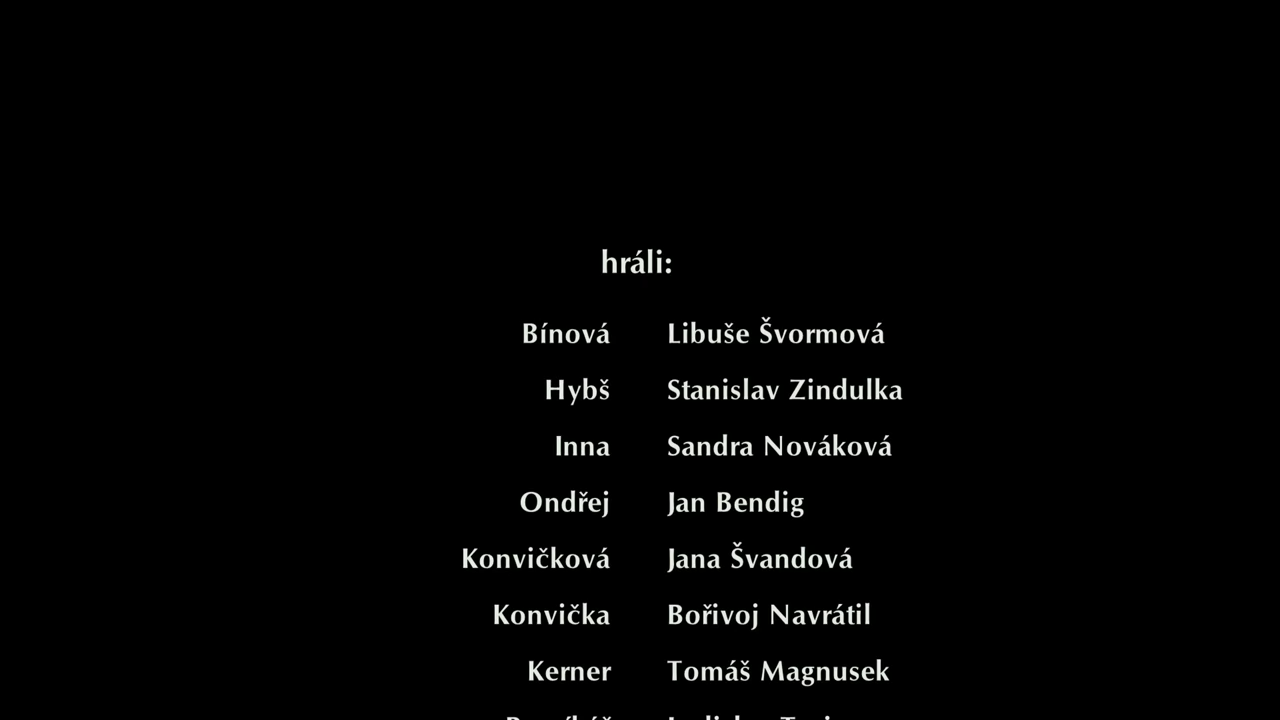 hráli:
Bínová Libuše Švormová
Hybš Stanislav Zindulka
Inna Sandra Nováková
Ondřej Jan Bendig
Konvičková Jana Švandová
Konvička Bořivoj Navrátil
Kerner Tomáš Magnusek